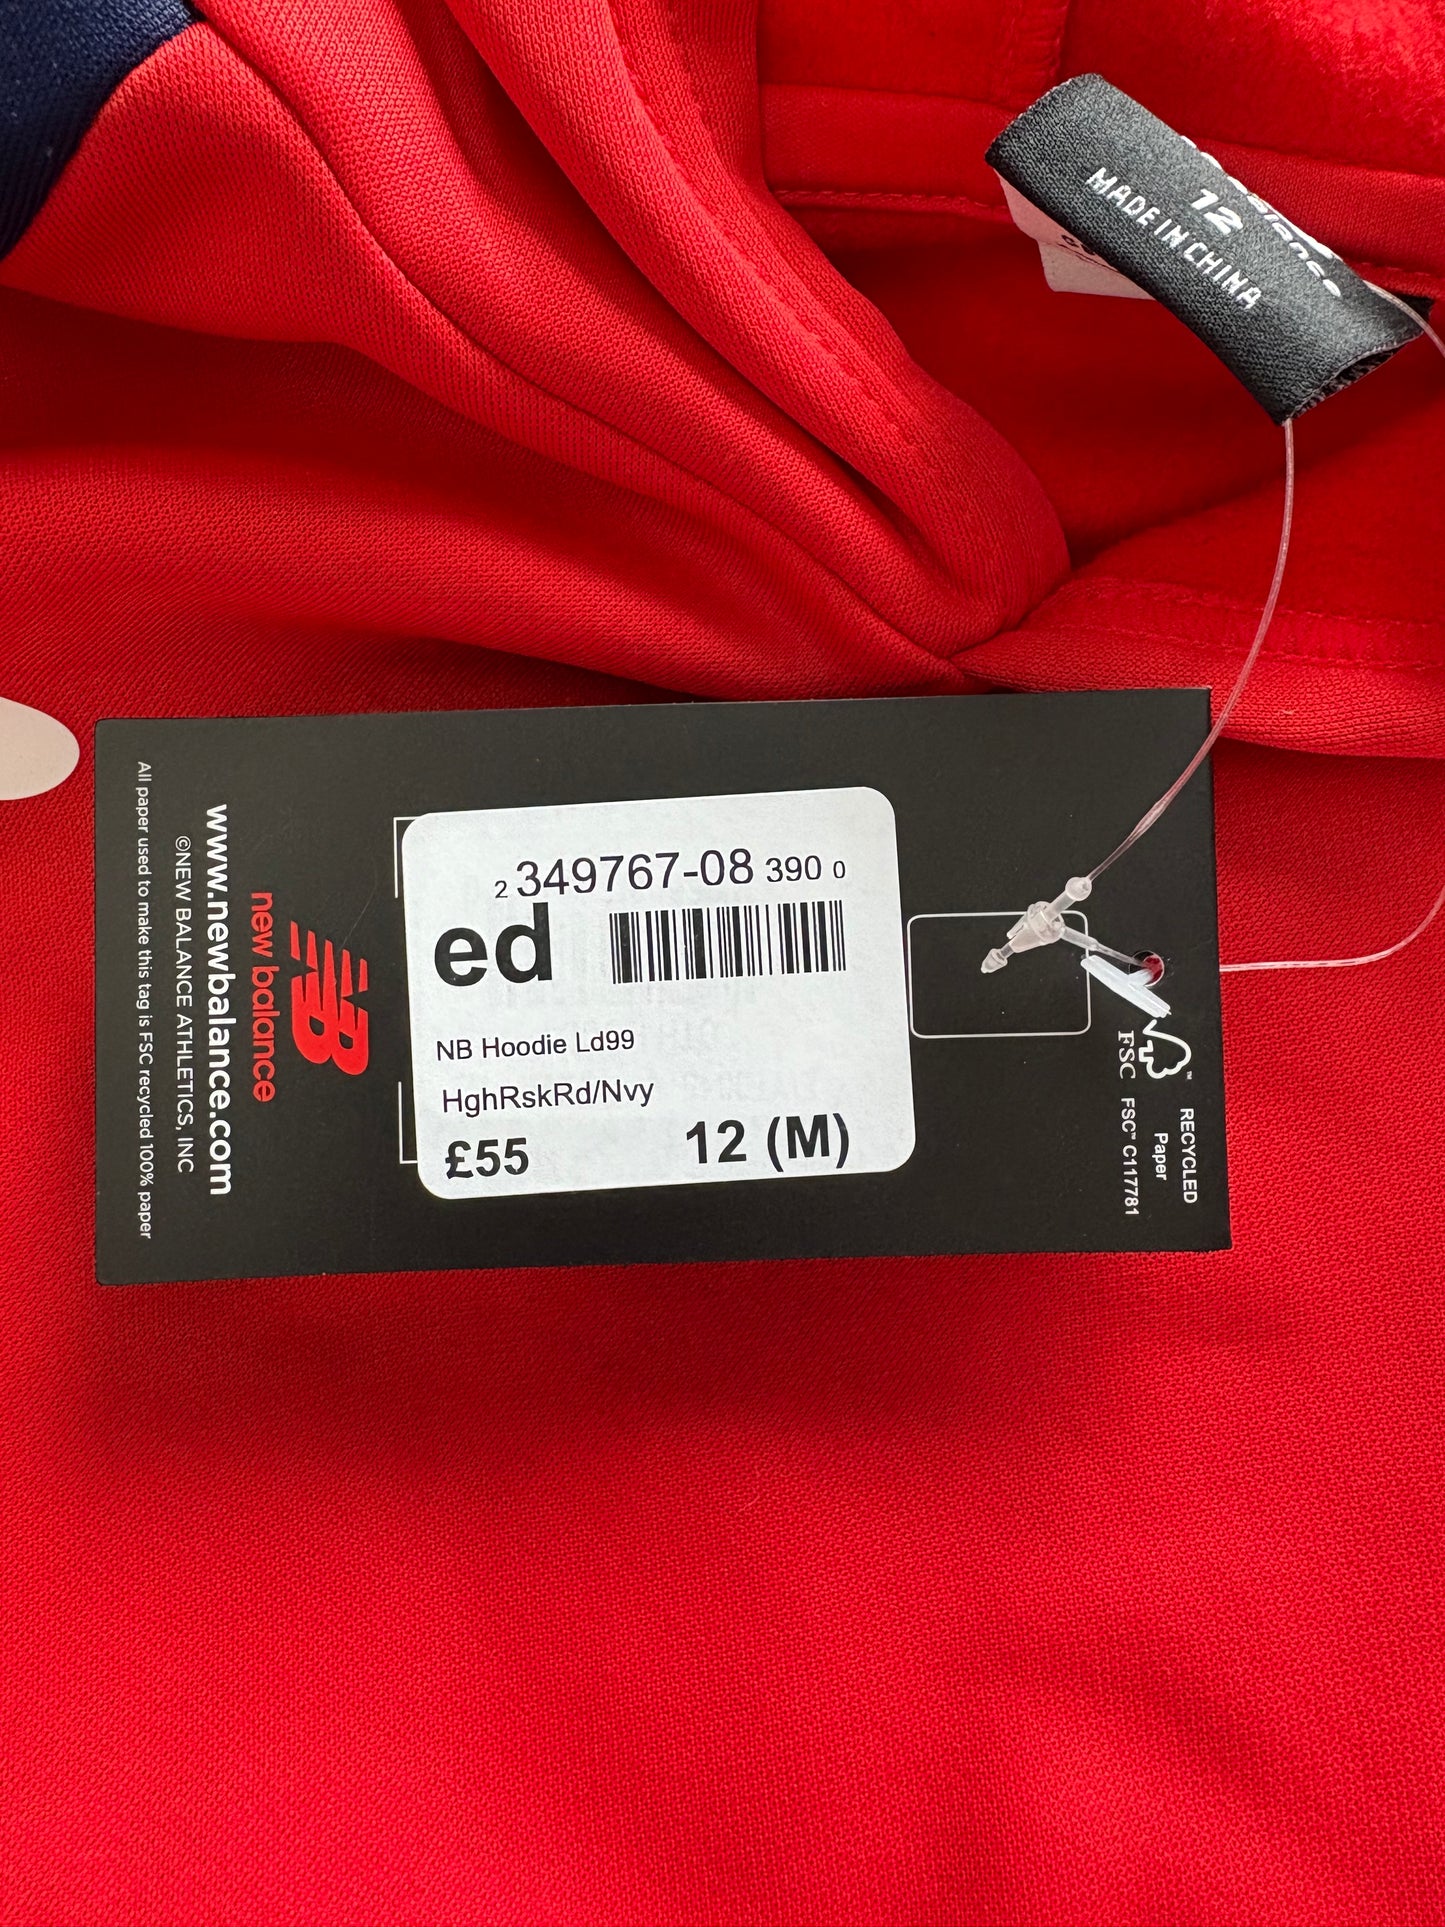 12
MADE IN CHINA
2 349767-08 390 0
ed
NB Hoodie Ld99
HghRskRd/Nvy
£55 12 (M)
new balance
www.newbalance.com
©NEW BALANCE ATHLETICS, INC
All paper used to make this tag is FSC recycled 100% paper
FSC™
RECYCLED
Paper
FSC™ C117781